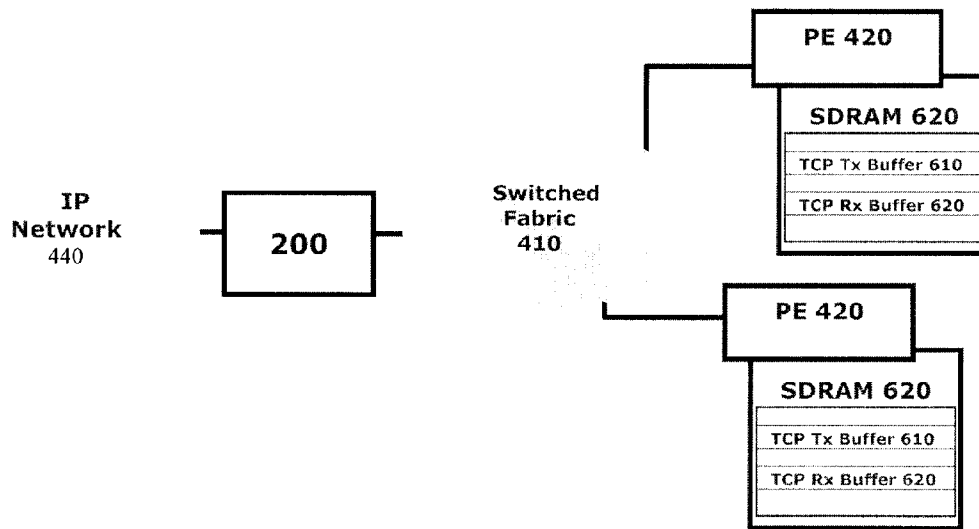 IP
Network
440
200
Switched
Fabric
410
PE 420
SDRAM 620
TCP Tx Buffer 610
TCP Rx Buffer 620
PE 420
SDRAM 620
TCP Tx Buffer 610
TCP Rx Buffer 620